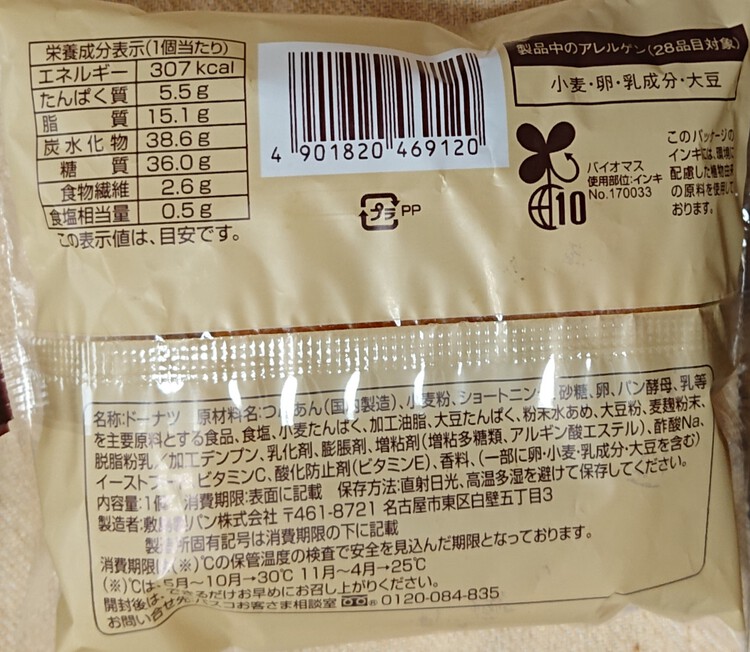 栄養成分表示(1個当たり)
エネルギー 307kcal
たんぱく質 5.5g
脂質 15.1g
炭水化物 38.6g
糖質 36.0g
食物繊維 2.6g
食塩相当量 0.5g
この表示値は、目安です。
4 901820 469120
プラ PP
製品中のアレルゲン(28品目対象)
小麦・卵・乳成分・大豆
バイオマス
使用部位:インキ
No.170033
10
このパッケージの
インキには、環境に
配慮した植物由来
の原料を使用して
おります。
名称:ドーナツ 原材料名:つぶあん(国内製造)、小麦粉、ショートニング、砂糖、卵、パン酵母、乳等
を主要原料とする食品、食塩、小麦たんぱく、加工油脂、大豆たんぱく、粉末水あめ、大豆粉、麦麹粉末、
脱脂粉乳/加工デンプン、乳化剤、膨脹剤、増粘剤(増粘多糖類、アルギン酸エステル)、酢酸Na、
イーストフード、ビタミンC、酸化防止剤(ビタミンE)、香料、(一部に卵・小麦・乳成分・大豆を含む)
内容量:1個 消費期限:表面に記載 保存方法:直射日光、高温多湿を避けて保存してください。
製造者:敷島製パン株式会社 〒461-8721 名古屋市東区白壁五丁目3
製造所固有記号は消費期限の下に記載
消費期限は(※)℃の保管温度の検査で安全を見込んだ期限となっております。
(※)℃は、5月~10月→30℃ 11月~4月→25℃
開封後は、できるだけお早めにお召し上がりください。
お問い合せ先:パスコお客さま相談室 0120-084-835